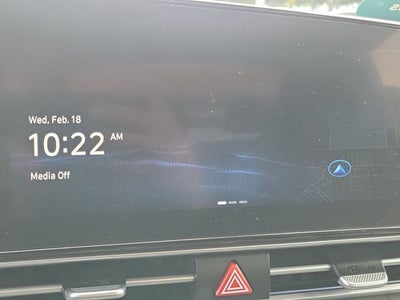 Wed, Feb. 18
10:22 AM
Media Off